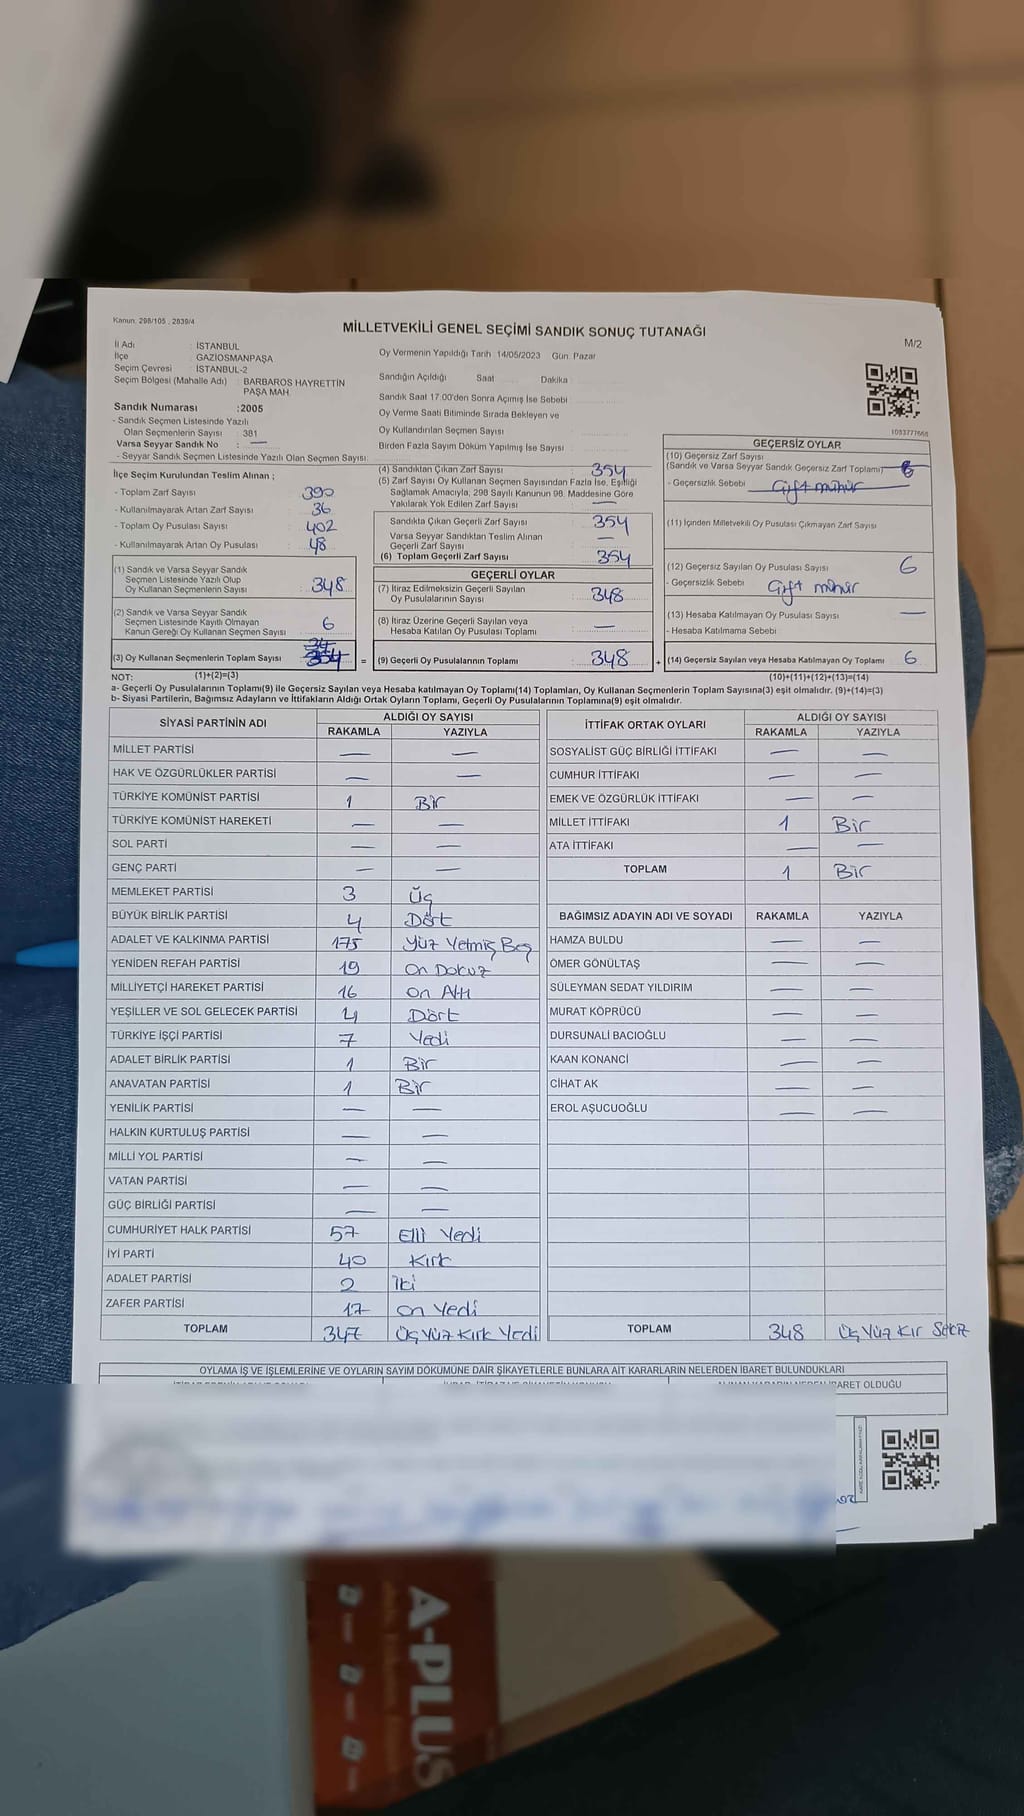 Kanun, 298/105 , 2839/4
MİLLETVEKİLİ GENEL SEÇİMİ SANDIK SONUÇ TUTANAĞI
M/2
İl Adı : İSTANBUL
İlçe : GAZİOSMANPAŞA
Seçim Çevresi : İSTANBUL-2
Seçim Bölgesi (Mahalle Adı) : BARBAROS HAYRETTİN
PAŞA MAH.
Sandık Numarası : 2005
- Sandık Seçmen Listesinde Yazılı
Olan Seçmenlerin Sayısı : 381
Varsa Seyyar Sandık No : —
- Seyyar Sandık Seçmen Listesinde Yazılı Olan Seçmen Sayısı:
Oy Vermenin Yapıldığı Tarih :14/05/2023 Gün: Pazar
Sandığın Açıldığı Saat Dakika :
Sandık Saat 17.00'den Sonra Açımış İse Sebebi :
Oy Verme Saati Bitiminde Sırada Bekleyen ve
Oy Kullandırılan Seçmen Sayısı :
Birden Fazla Sayım Döküm Yapılmış İse Sayısı :
1093777668
İlçe Seçim Kurulundan Teslim Alınan ;
- Toplam Zarf Sayısı : 390
- Kullanılmayarak Artan Zarf Sayısı : 36
- Toplam Oy Pusulası Sayısı : 402
- Kullanılmayarak Artan Oy Pusulası : 48
(1) Sandık ve Varsa Seyyar Sandık
Seçmen Listesinde Yazılı Olup
Oy Kullanan Seçmenlerin Sayısı : 348
(2) Sandık ve Varsa Seyyar Sandık
Seçmen Listesinde Kayıtlı Olmayan
Kanun Gereği Oy Kullanan Seçmen Sayısı : 6
(3) Oy Kullanan Seçmenlerin Toplam Sayısı 354 =
(4) Sandıktan Çıkan Zarf Sayısı : 354
(5) Zarf Sayısı Oy Kullanan Seçmen Sayısından Fazla İse, Eşitliği
Sağlamak Amacıyla, 298 Sayılı Kanunun 98. Maddesine Göre
Yakılarak Yok Edilen Zarf Sayısı : —
Sandıkta Çıkan Geçerli Zarf Sayısı : 354
Varsa Seyyar Sandıktan Teslim Alınan
Geçerli Zarf Sayısı : —
(6) Toplam Geçerli Zarf Sayısı : 354
GEÇERLİ OYLAR
(7) İtiraz Edilmeksizin Geçerli Sayılan
Oy Pusulalarının Sayısı : 348
(8) İtiraz Üzerine Geçerli Sayılan veya
Hesaba Katılan Oy Pusulası Toplamı : —
(9) Geçerli Oy Pusulalarının Toplamı : 348 +
GEÇERSİZ OYLAR
(10) Geçersiz Zarf Sayısı
(Sandık ve Varsa Seyyar Sandık Geçersiz Zarf Toplamı) : 6
- Geçersizlik Sebebi : Çift mühür
(11) İçinden Milletvekili Oy Pusulası Çıkmayan Zarf Sayısı
(12) Geçersiz Sayılan Oy Pusulası Sayısı : 6
- Geçersizlik Sebebi : Çift mühür
(13) Hesaba Katılmayan Oy Pusulası Sayısı : —
- Hesaba Katılmama Sebebi :
(14) Geçersiz Sayılan veya Hesaba Katılmayan Oy Toplamı : 6
NOT: (1)+(2)=(3) (10)+(11)+(12)+(13)=(14)
a- Geçerli Oy Pusulalarının Toplamı(9) ile Geçersiz Sayılan veya Hesaba katılmayan Oy Toplamı(14) Toplamları, Oy Kullanan Seçmenlerin Toplam Sayısına(3) eşit olmalıdır. (9)+(14)=(3)
b- Siyasi Partilerin, Bağımsız Adayların ve İttifakların Aldığı Ortak Oyların Toplamı, Geçerli Oy Pusulalarının Toplamına(9) eşit olmalıdır.
SİYASİ PARTİNİN ADI ALDIĞI OY SAYISI
RAKAMLA YAZIYLA
MİLLET PARTİSİ — —
HAK VE ÖZGÜRLÜKLER PARTİSİ — —
TÜRKİYE KOMÜNİST PARTİSİ 1 Bir
TÜRKİYE KOMÜNİST HAREKETİ — —
SOL PARTİ — —
GENÇ PARTİ — —
MEMLEKET PARTİSİ 3 Üç
BÜYÜK BİRLİK PARTİSİ 4 Dört
ADALET VE KALKINMA PARTİSİ 175 Yüz Yetmiş Beş
YENİDEN REFAH PARTİSİ 19 On Dokuz
MİLLİYETÇİ HAREKET PARTİSİ 16 On Altı
YEŞİLLER VE SOL GELECEK PARTİSİ 4 Dört
TÜRKİYE İŞÇİ PARTİSİ 7 Yedi
ADALET BİRLİK PARTİSİ 1 Bir
ANAVATAN PARTİSİ 1 Bir
YENİLİK PARTİSİ — —
HALKIN KURTULUŞ PARTİSİ — —
MİLLİ YOL PARTİSİ — —
VATAN PARTİSİ — —
GÜÇ BİRLİĞİ PARTİSİ — —
CUMHURİYET HALK PARTİSİ 57 Elli Yedi
İYİ PARTİ 40 Kırk
ADALET PARTİSİ 2 İki
ZAFER PARTİSİ 17 On Yedi
TOPLAM 347 Üç Yüz Kırk Yedi
İTTİFAK ORTAK OYLARI ALDIĞI OY SAYISI
RAKAMLA YAZIYLA
SOSYALİST GÜÇ BİRLİĞİ İTTİFAKI — —
CUMHUR İTTİFAKI — —
EMEK VE ÖZGÜRLÜK İTTİFAKI — —
MİLLET İTTİFAKI 1 Bir
ATA İTTİFAKI — —
TOPLAM 1 Bir
BAĞIMSIZ ADAYIN ADI VE SOYADI RAKAMLA YAZIYLA
HAMZA BULDU — —
ÖMER GÖNÜLTAŞ — —
SÜLEYMAN SEDAT YILDIRIM — —
MURAT KÖPRÜCÜ — —
DURSUNALİ BACIOĞLU — —
KAAN KONANCİ — —
CİHAT AK — —
EROL AŞUCUOĞLU — —
TOPLAM 348 Üç Yüz Kır Sekiz
OYLAMA İŞ VE İŞLEMLERİNE VE OYLARIN SAYIM DÖKÜMÜNE DAİR ŞİKAYETLERLE BUNLARA AİT KARARLARIN NELERDEN İBARET BULUNDUKLARI
BARET OLDUĞU
A-PLUS